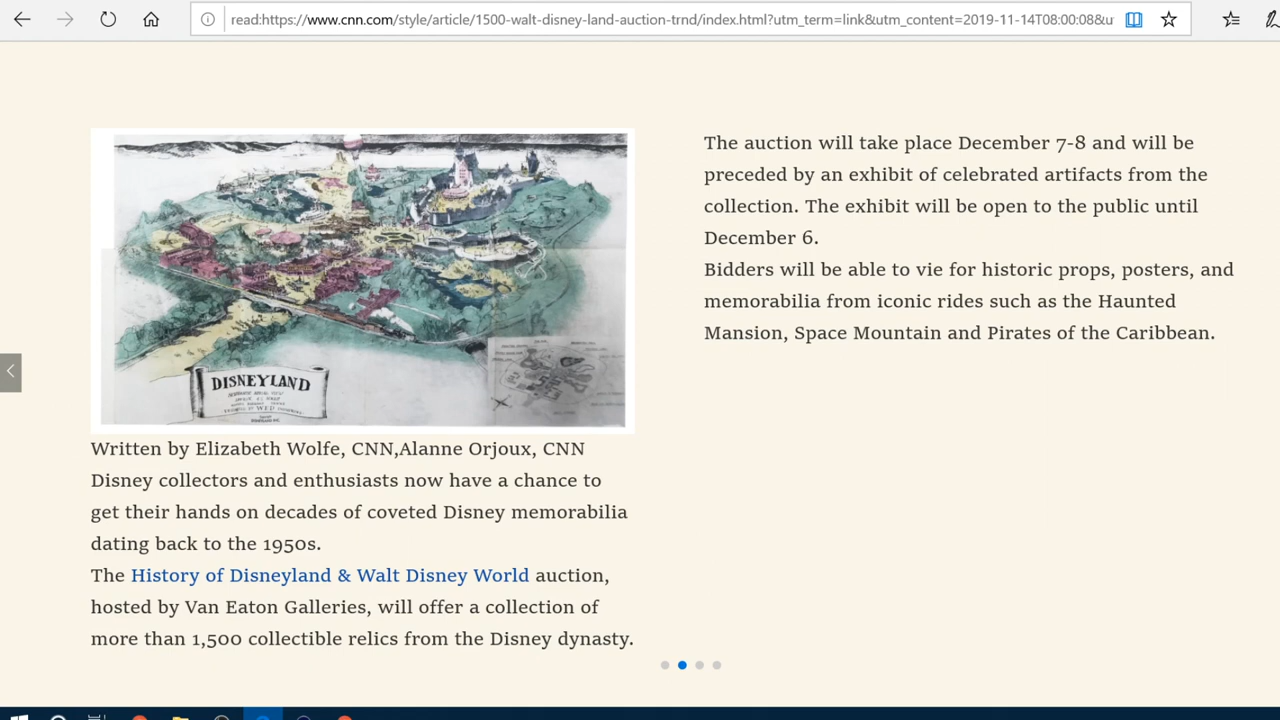 read:https://www.cnn.com/style/article/1500-walt-disney-land-auction-trnd/index.html?utm_term=link&utm_content=2019-11-14T08:00:08&u
DISNEYLAND
WED
Written by Elizabeth Wolfe, CNN,Alanne Orjoux, CNN
Disney collectors and enthusiasts now have a chance to
get their hands on decades of coveted Disney memorabilia
dating back to the 1950s.
The History of Disneyland & Walt Disney World auction,
hosted by Van Eaton Galleries, will offer a collection of
more than 1,500 collectible relics from the Disney dynasty.
The auction will take place December 7-8 and will be
preceded by an exhibit of celebrated artifacts from the
collection. The exhibit will be open to the public until
December 6.
Bidders will be able to vie for historic props, posters, and
memorabilia from iconic rides such as the Haunted
Mansion, Space Mountain and Pirates of the Caribbean.